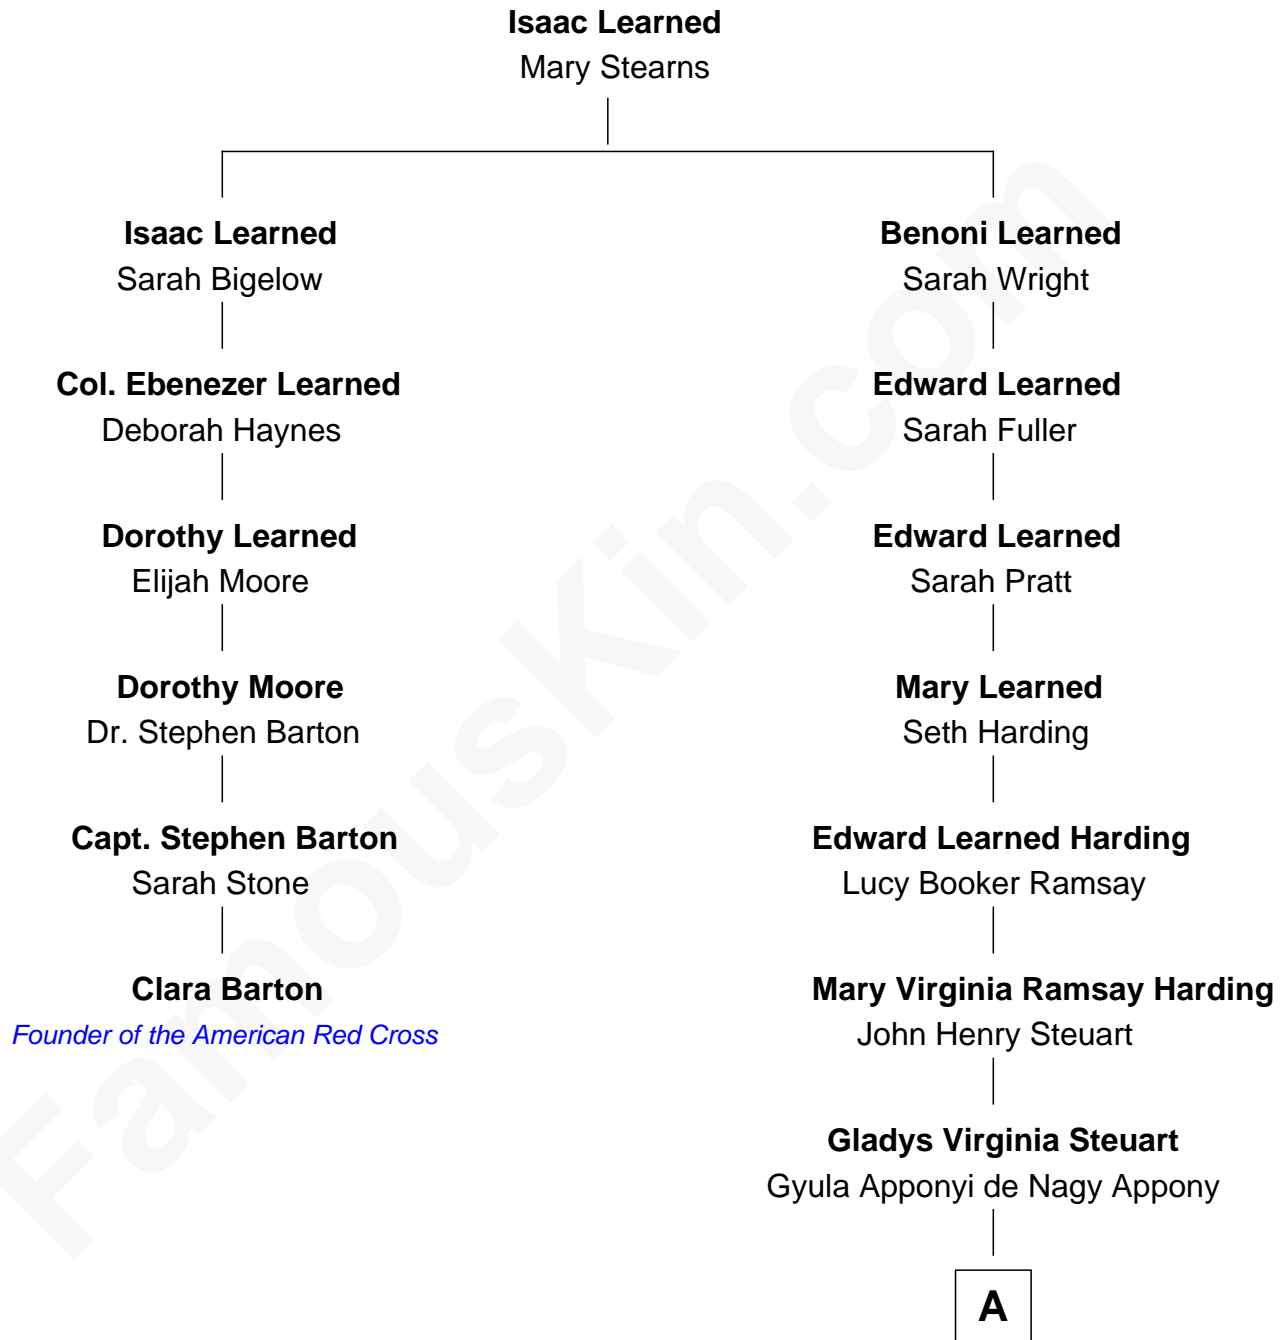 Isaac Learned
Mary Stearns
Isaac Learned
Sarah Bigelow
Benoni Learned
Sarah Wright
Col. Ebenezer Learned
Deborah Haynes
Edward Learned
Sarah Fuller
Dorothy Learned
Elijah Moore
Edward Learned
Sarah Pratt
Dorothy Moore
Dr. Stephen Barton
Mary Learned
Seth Harding
Capt. Stephen Barton
Sarah Stone
Edward Learned Harding
Lucy Booker Ramsay
Clara Barton
Founder of the American Red Cross
Mary Virginia Ramsay Harding
John Henry Steuart
Gladys Virginia Steuart
Gyula Apponyi de Nagy Appony
A
FamousKin.com